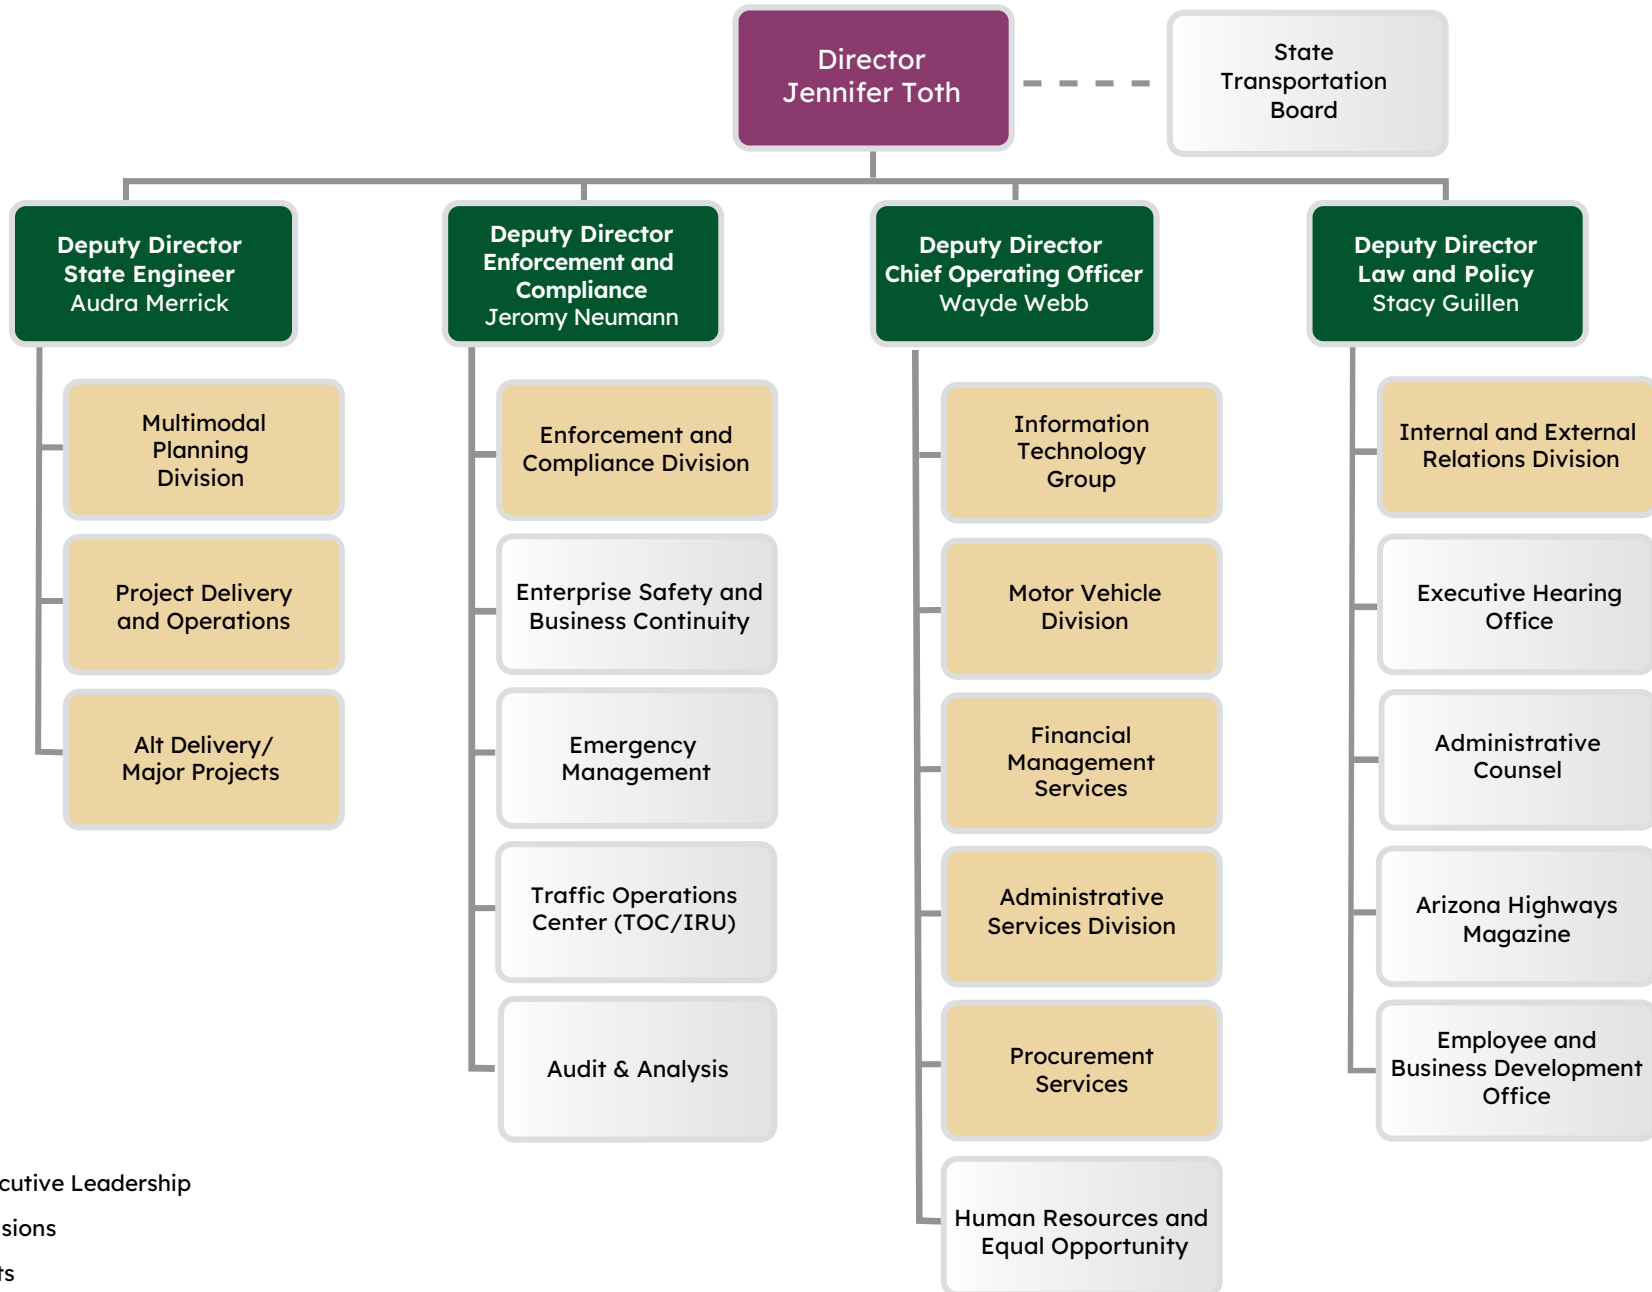 Director
Jennifer Toth
State
Transportation
Board
Deputy Director
State Engineer
Audra Merrick
Deputy Director
Enforcement and
Compliance
Jeromy Neumann
Deputy Director
Chief Operating Officer
Wayde Webb
Deputy Director
Law and Policy
Stacy Guillen
Multimodal
Planning
Division
Project Delivery
and Operations
Alt Delivery/
Major Projects
Enforcement and
Compliance Division
Enterprise Safety and
Business Continuity
Emergency
Management
Traffic Operations
Center (TOC/IRU)
Audit & Analysis
Information
Technology
Group
Motor Vehicle
Division
Financial
Management
Services
Administrative
Services Division
Procurement
Services
Human Resources and
Equal Opportunity
Internal and External
Relations Division
Executive Hearing
Office
Administrative
Counsel
Arizona Highways
Magazine
Employee and
Business Development
Office
cutive Leadership
sions
ts